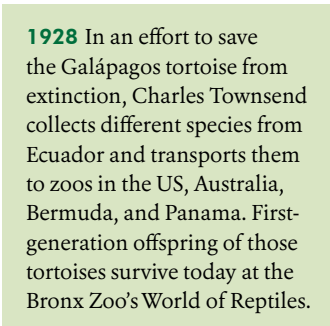 1928 In an effort to save
the Galápagos tortoise from
extinction, Charles Townsend
collects different species from
Ecuador and transports them
to zoos in the US, Australia,
Bermuda, and Panama. First-
generation offspring of those
tortoises survive today at the
Bronx Zoo's World of Reptiles.